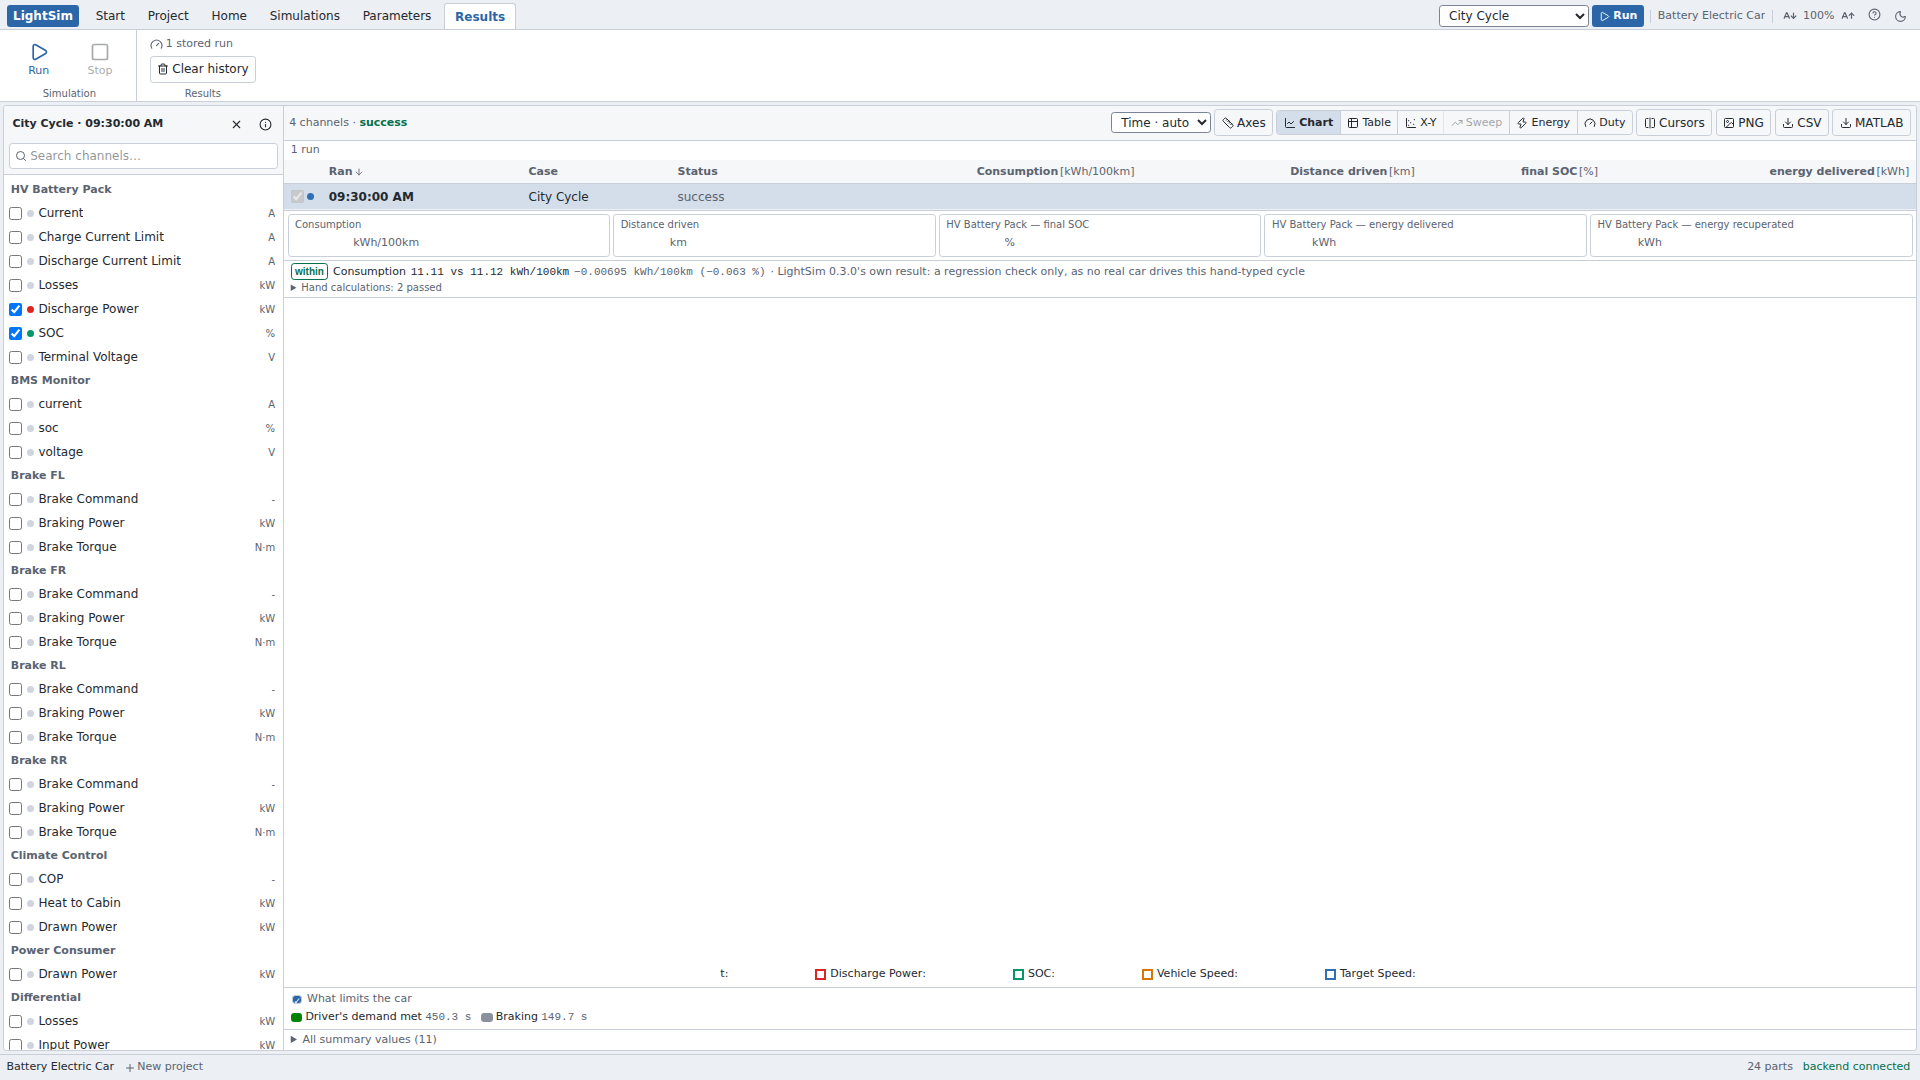 LightSim Start Project Home Simulations Parameters Results City Cycle Run Battery Electric Car A 100% A
Run Stop
Simulation
1 stored run
Clear history
Results
City Cycle · 09:30:00 AM
Search channels…
HV Battery Pack
Current A
Charge Current Limit A
Discharge Current Limit A
Losses kW
Discharge Power kW
SOC %
Terminal Voltage V
BMS Monitor
current A
soc %
voltage V
Brake FL
Brake Command -
Braking Power kW
Brake Torque N·m
Brake FR
Brake Command -
Braking Power kW
Brake Torque N·m
Brake RL
Brake Command -
Braking Power kW
Brake Torque N·m
Brake RR
Brake Command -
Braking Power kW
Brake Torque N·m
Climate Control
COP -
Heat to Cabin kW
Drawn Power kW
Power Consumer
Drawn Power kW
Differential
Losses kW
Input Power kW
4 channels · success Time · auto Axes Chart Table X-Y Sweep Energy Duty Cursors PNG CSV MATLAB
1 run
Ran Case Status Consumption [kWh/100km] Distance driven [km] final SOC [%] energy delivered [kWh]
09:30:00 AM City Cycle success
Consumption
kWh/100km
Distance driven
km
HV Battery Pack — final SOC
%
HV Battery Pack — energy delivered
kWh
HV Battery Pack — energy recuperated
kWh
within Consumption 11.11 vs 11.12 kWh/100km −0.00695 kWh/100km (−0.063 %) · LightSim 0.3.0's own result: a regression check only, as no real car drives this hand-typed cycle
Hand calculations: 2 passed
t: Discharge Power: SOC: Vehicle Speed: Target Speed:
What limits the car
Driver's demand met 450.3 s Braking 149.7 s
All summary values (11)
Battery Electric Car New project 24 parts backend connected